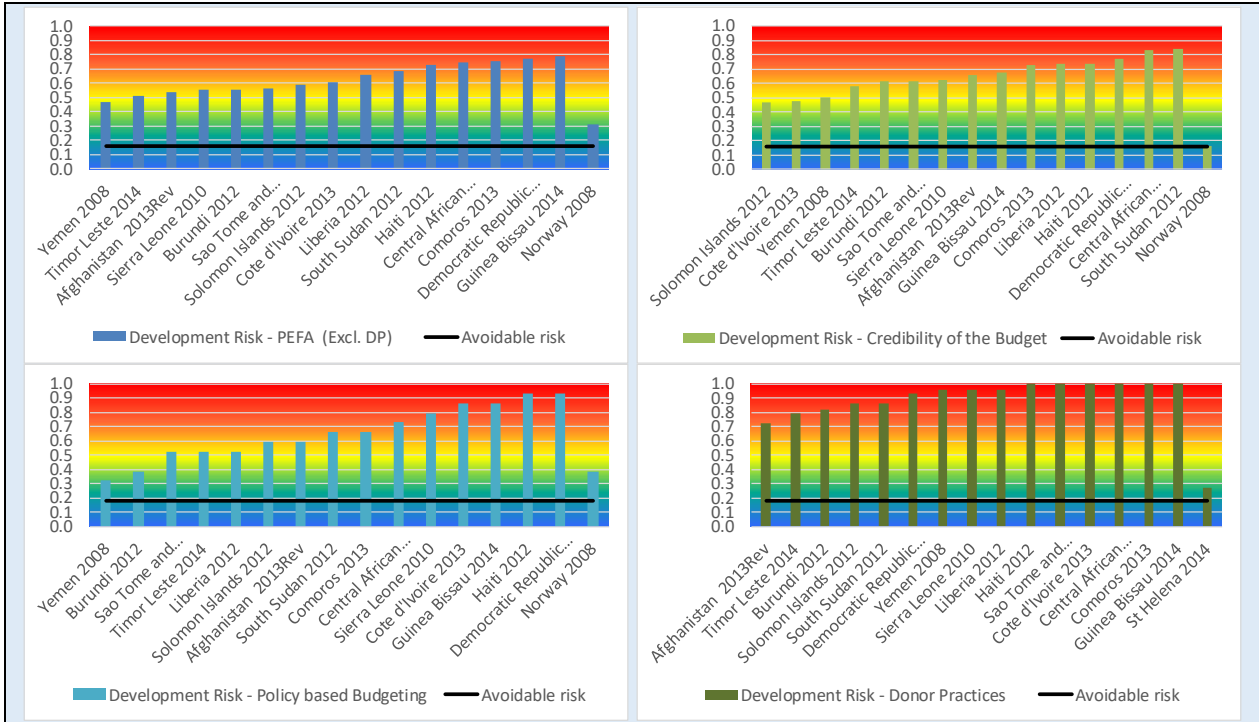 1.0
0.9
0.8
0.7
0.6
0.5
0.4
0.3
0.2
0.1
0.0
Yemen 2008
Timor Leste 2014
Afghanistan 2013Rev
Sierra Leone 2010
Burundi 2012
Sao Tome and...
Solomon Islands 2012
Cote d'Ivoire 2013
Liberia 2012
South Sudan 2012
Haiti 2012
Central African...
Comoros 2013
Democratic Republic...
Guinea Bissau 2014
Norway 2008
Development Risk - PEFA (Excl. DP)
Avoidable risk
1.0
0.9
0.8
0.7
0.6
0.5
0.4
0.3
0.2
0.1
0.0
Solomon Islands 2012
Cote d'Ivoire 2013
Yemen 2008
Timor Leste 2014
Burundi 2012
Sao Tome and...
Sierra Leone 2010
Afghanistan 2013Rev
Guinea Bissau 2014
Comoros 2013
Liberia 2012
Haiti 2012
Democratic Republic...
Central African...
South Sudan 2012
Norway 2008
Development Risk - Credibility of the Budget
Avoidable risk
1.0
0.9
0.8
0.7
0.6
0.5
0.4
0.3
0.2
0.1
0.0
Yemen 2008
Burundi 2012
Sao Tome and...
Timor Leste 2014
Liberia 2012
Solomon Islands 2012
Afghanistan 2013Rev
South Sudan 2012
Comoros 2013
Central African...
Sierra Leone 2010
Cote d'Ivoire 2013
Guinea Bissau 2014
Haiti 2012
Democratic Republic...
Norway 2008
Development Risk - Policy based Budgeting
Avoidable risk
1.0
0.9
0.8
0.7
0.6
0.5
0.4
0.3
0.2
0.1
0.0
Afghanistan 2013Rev
Timor Leste 2014
Burundi 2012
Solomon Islands 2012
South Sudan 2012
Democratic Republic...
Yemen 2008
Sierra Leone 2010
Liberia 2012
Haiti 2012
Sao Tome and...
Cote d'Ivoire 2013
Central African...
Comoros 2013
Guinea Bissau 2014
St Helena 2014
Development Risk - Donor Practices
Avoidable risk